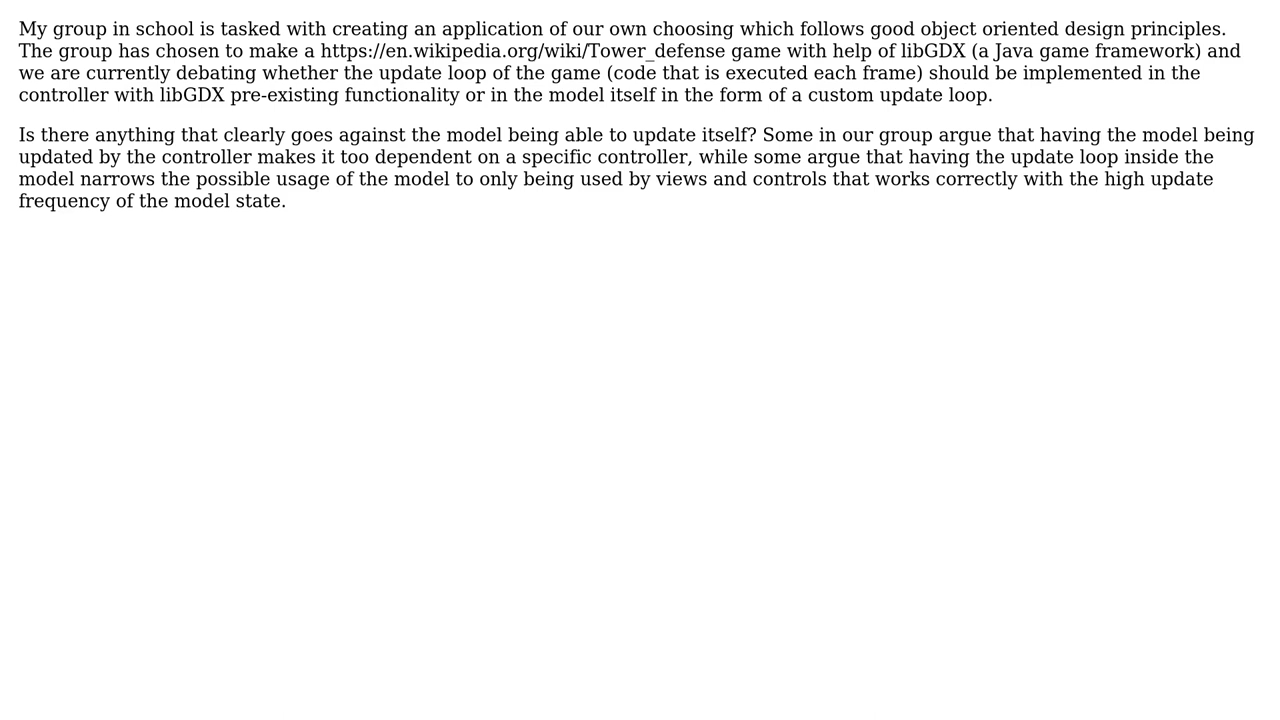 My group in school is tasked with creating an application of our own choosing which follows good object oriented design principles.
The group has chosen to make a https://en.wikipedia.org/wiki/Tower_defense game with help of libGDX (a Java game framework) and
we are currently debating whether the update loop of the game (code that is executed each frame) should be implemented in the
controller with libGDX pre-existing functionality or in the model itself in the form of a custom update loop.
Is there anything that clearly goes against the model being able to update itself? Some in our group argue that having the model being
updated by the controller makes it too dependent on a specific controller, while some argue that having the update loop inside the
model narrows the possible usage of the model to only being used by views and controls that works correctly with the high update
frequency of the model state.